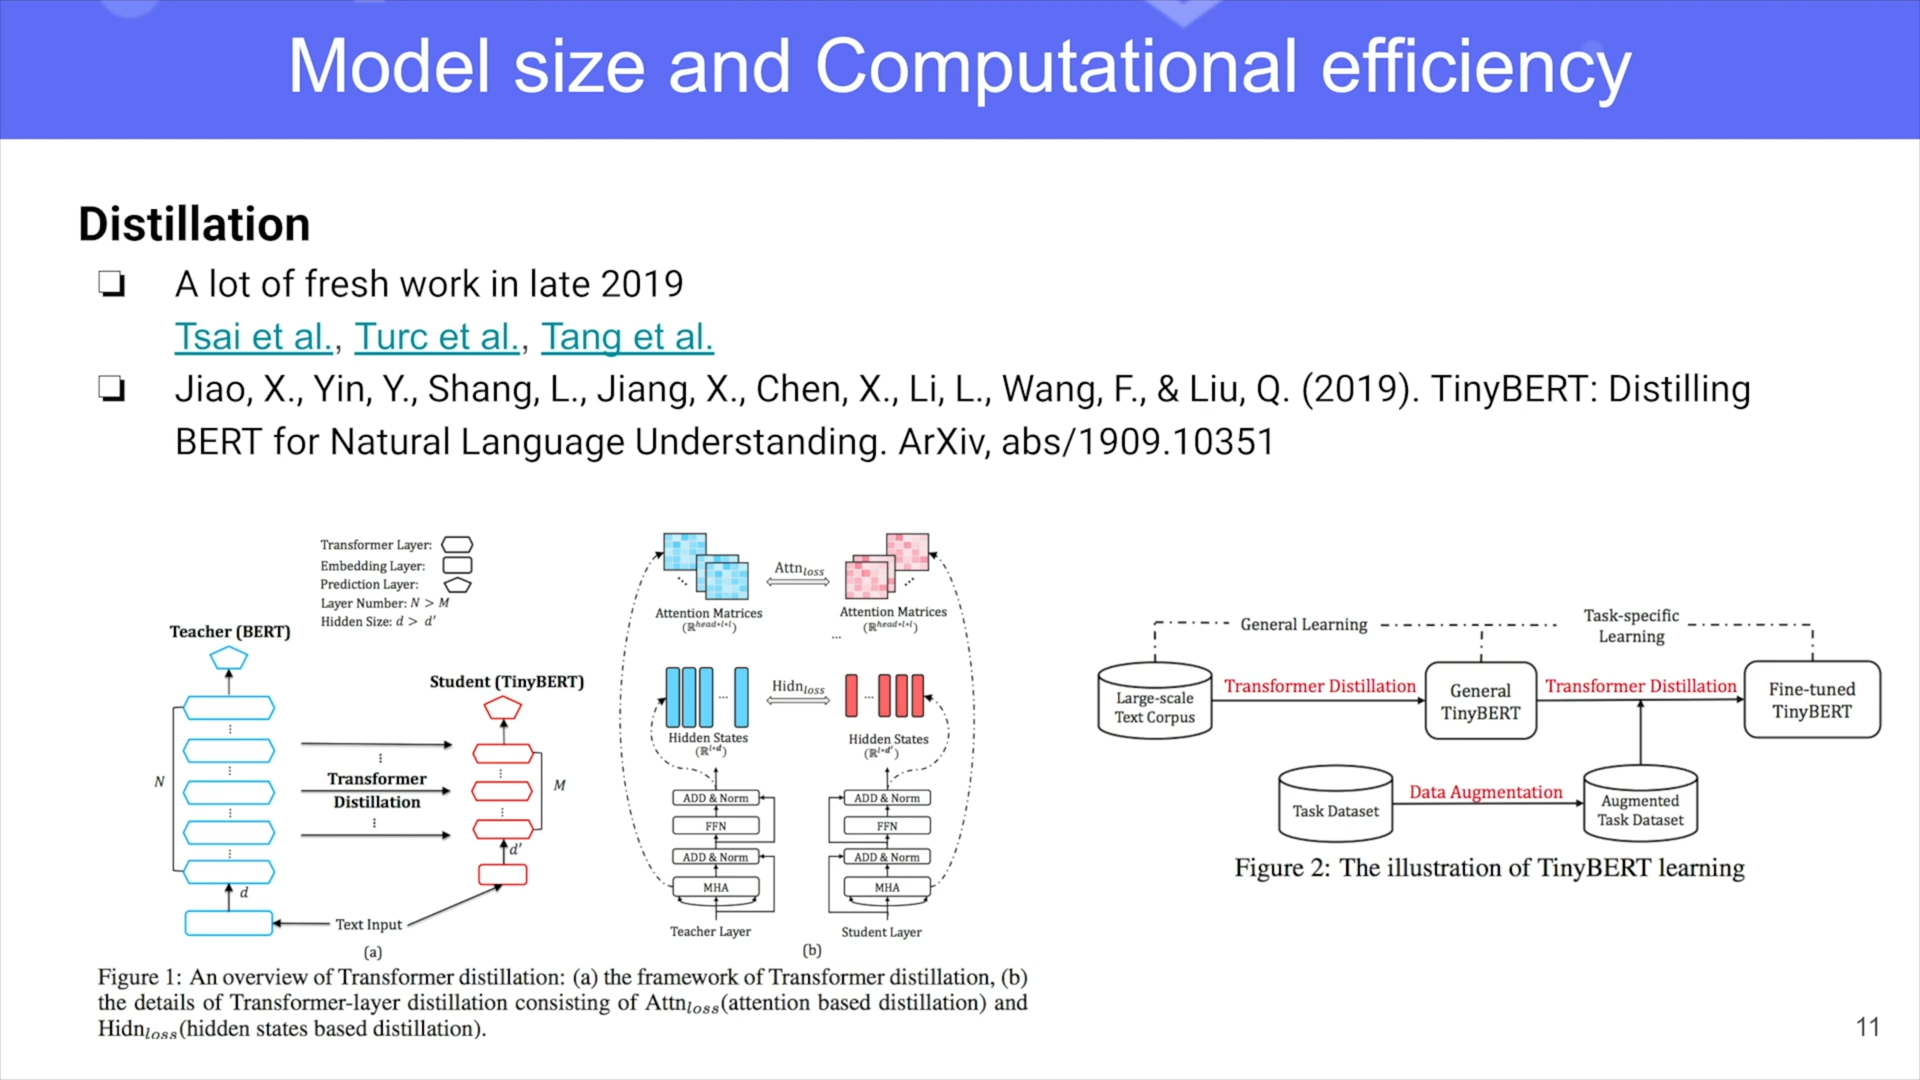 Model size and Computational efficiency
Distillation
A lot of fresh work in late 2019
Tsai et al., Turc et al., Tang et al.
Jiao, X., Yin, Y., Shang, L., Jiang, X., Chen, X., Li, L., Wang, F., & Liu, Q. (2019). TinyBERT: Distilling
BERT for Natural Language Understanding. ArXiv, abs/1909.10351
Transformer Layer:
Embedding Layer:
Prediction Layer:
Layer Number: N > M
Hidden Size: d > d'
Teacher (BERT)
Student (TinyBERT)
N
Transformer
Distillation
M
d'
d
Text Input
(a)
Attn_loss
Attention Matrices
(ℝ^head*l*l)
Attention Matrices
(ℝ^head*l*l)
Hidn_loss
Hidden States
(ℝ^l*d)
Hidden States
(ℝ^l*d')
ADD & Norm
FFN
ADD & Norm
MHA
Teacher Layer
ADD & Norm
FFN
ADD & Norm
MHA
Student Layer
(b)
Figure 1: An overview of Transformer distillation: (a) the framework of Transformer distillation, (b)
the details of Transformer-layer distillation consisting of Attn_loss(attention based distillation) and
Hidn_loss(hidden states based distillation).
General Learning
Task-specific
Learning
Large-scale
Text Corpus
Transformer Distillation
General
TinyBERT
Transformer Distillation
Fine-tuned
TinyBERT
Task Dataset
Data Augmentation
Augmented
Task Dataset
Figure 2: The illustration of TinyBERT learning
11